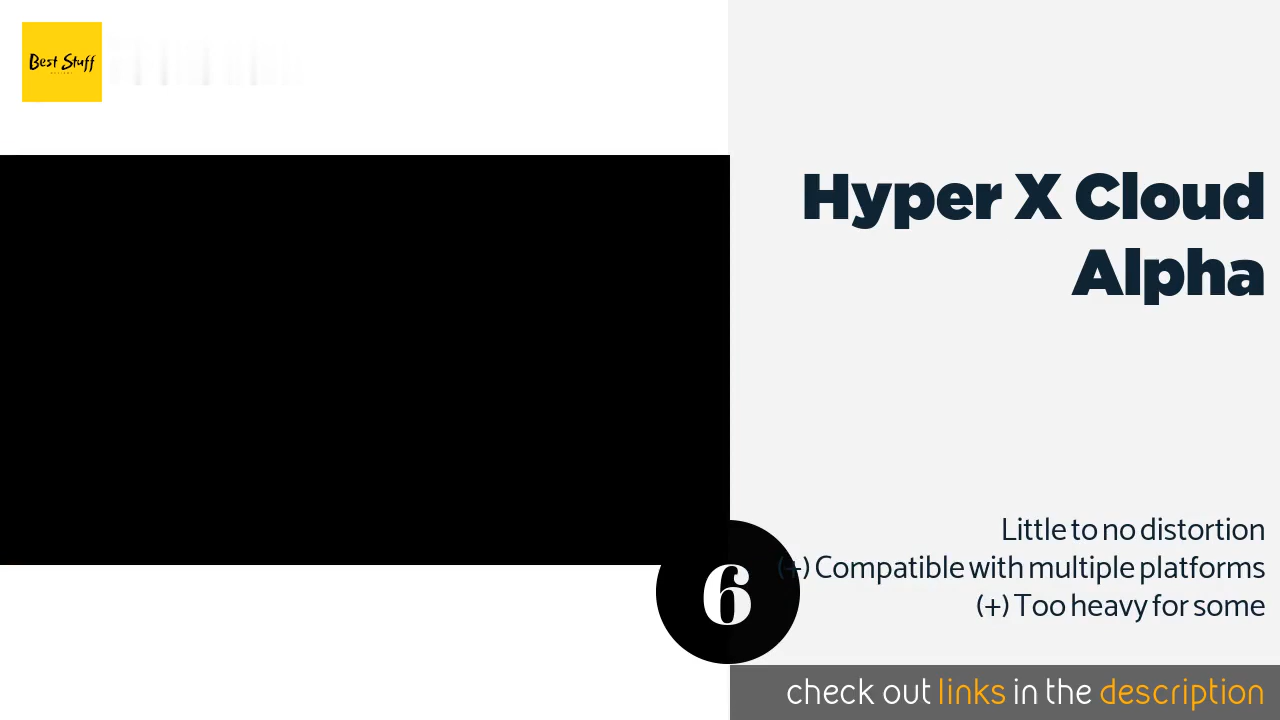 Best Stuff
Hyper X Cloud
Alpha
Little to no distortion
(+) Compatible with multiple platforms
(+) Too heavy for some
6
check out links in the description